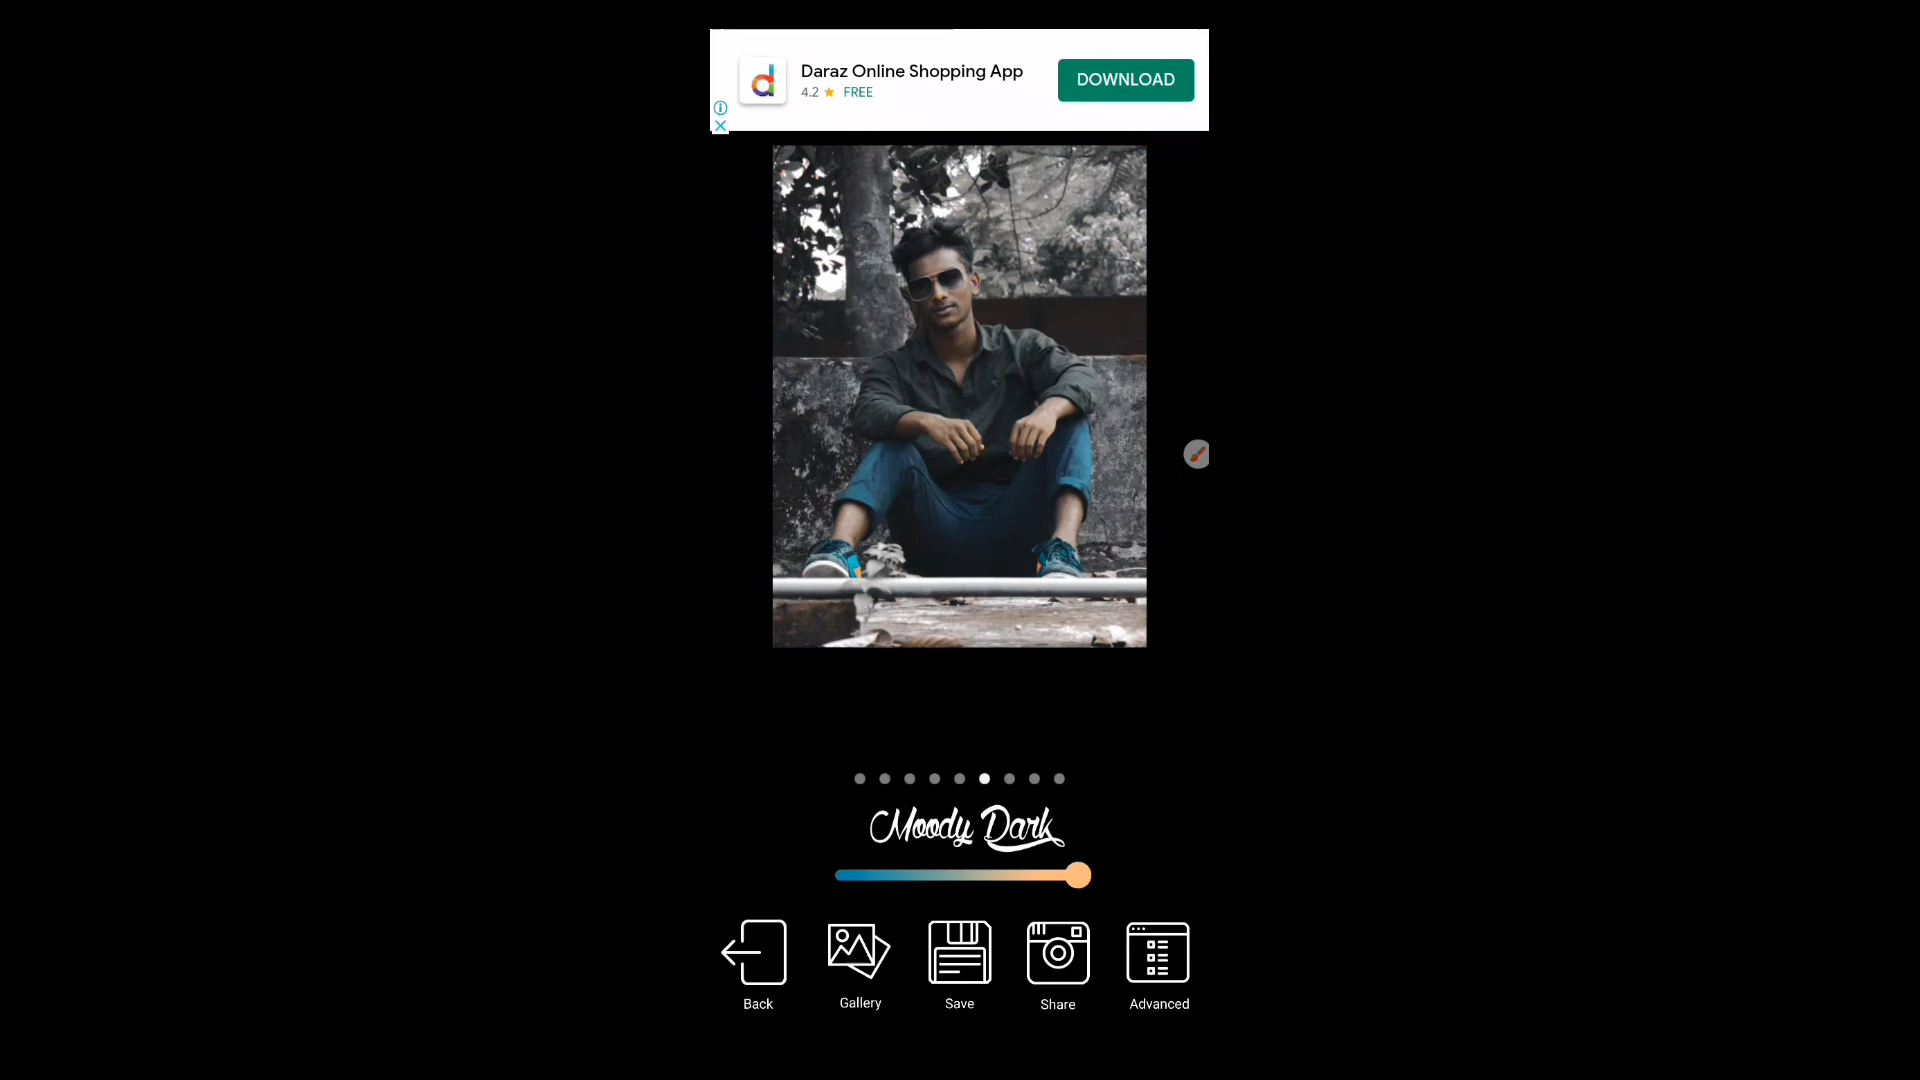 Daraz Online Shopping App
4.2 ★ FREE
DOWNLOAD
Moody Dark
Back
Gallery
Save
Share
Advanced